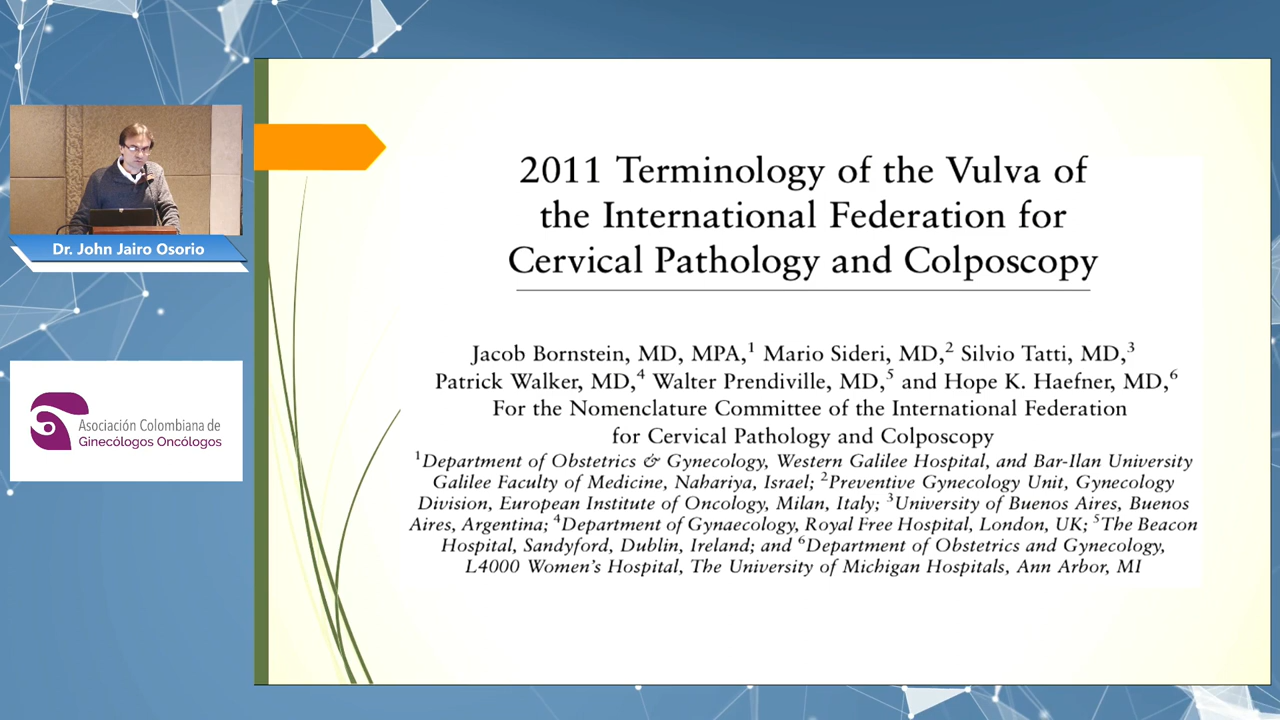 Dr. John Jairo Osorio
Asociación Colombiana de
Ginecólogos Oncólogos
2011 Terminology of the Vulva of
the International Federation for
Cervical Pathology and Colposcopy
Jacob Bornstein, MD, MPA,¹ Mario Sideri, MD,² Silvio Tatti, MD,³
Patrick Walker, MD,⁴ Walter Prendiville, MD,⁵ and Hope K. Haefner, MD,⁶
For the Nomenclature Committee of the International Federation
for Cervical Pathology and Colposcopy
¹Department of Obstetrics & Gynecology, Western Galilee Hospital, and Bar-Ilan University
Galilee Faculty of Medicine, Nahariya, Israel; ²Preventive Gynecology Unit, Gynecology
Division, European Institute of Oncology, Milan, Italy; ³University of Buenos Aires, Buenos
Aires, Argentina; ⁴Department of Gynaecology, Royal Free Hospital, London, UK; ⁵The Beacon
Hospital, Sandyford, Dublin, Ireland; and ⁶Department of Obstetrics and Gynecology,
L4000 Women's Hospital, The University of Michigan Hospitals, Ann Arbor, MI